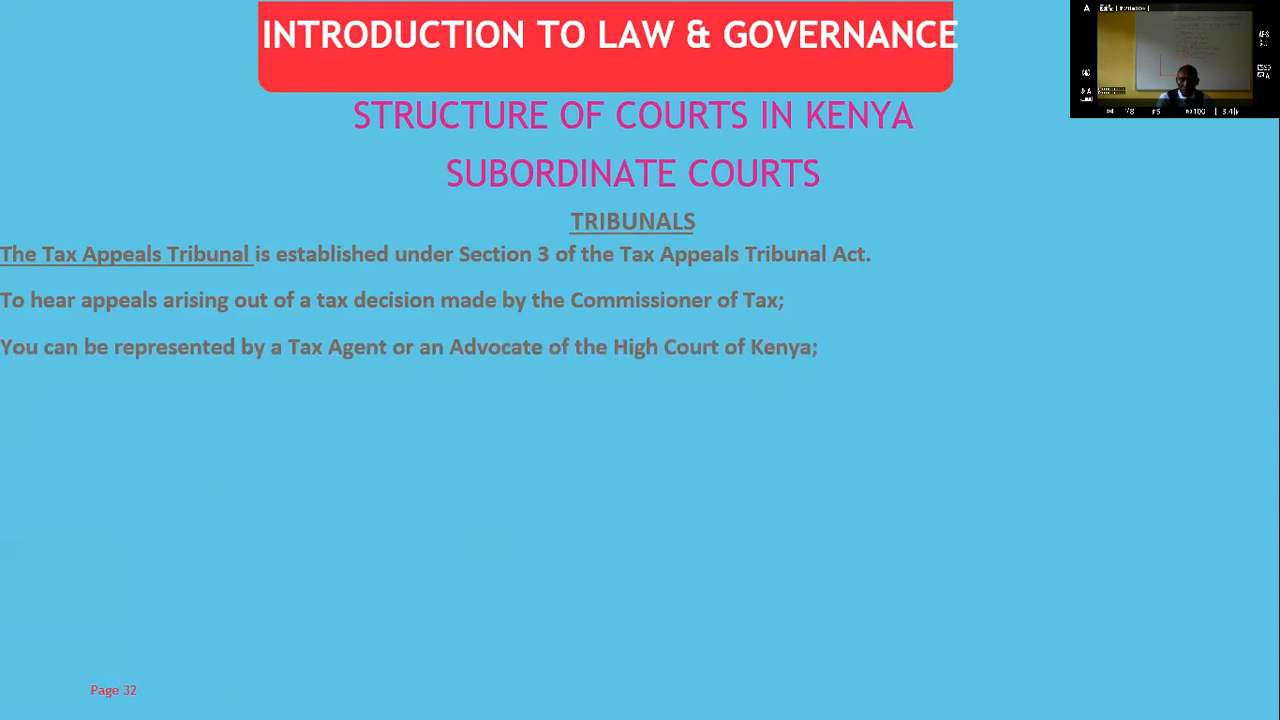 INTRODUCTION TO LAW & GOVERNANCE
STRUCTURE OF COURTS IN KENYA
SUBORDINATE COURTS
TRIBUNALS
The Tax Appeals Tribunal is established under Section 3 of the Tax Appeals Tribunal Act.
To hear appeals arising out of a tax decision made by the Commissioner of Tax;
You can be represented by a Tax Agent or an Advocate of the High Court of Kenya;
Page 32